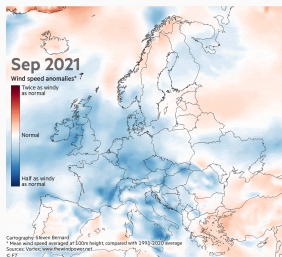 Sep 2021
Wind speed anomalies*
Twice as windy
as normal
Normal
Half as windy
as normal
Cartography: Steven Bernard
* Mean wind speed averaged at 100m height, compared with 1991-2020 average
Sources: Vortex; www.thewindpower.net
© FT